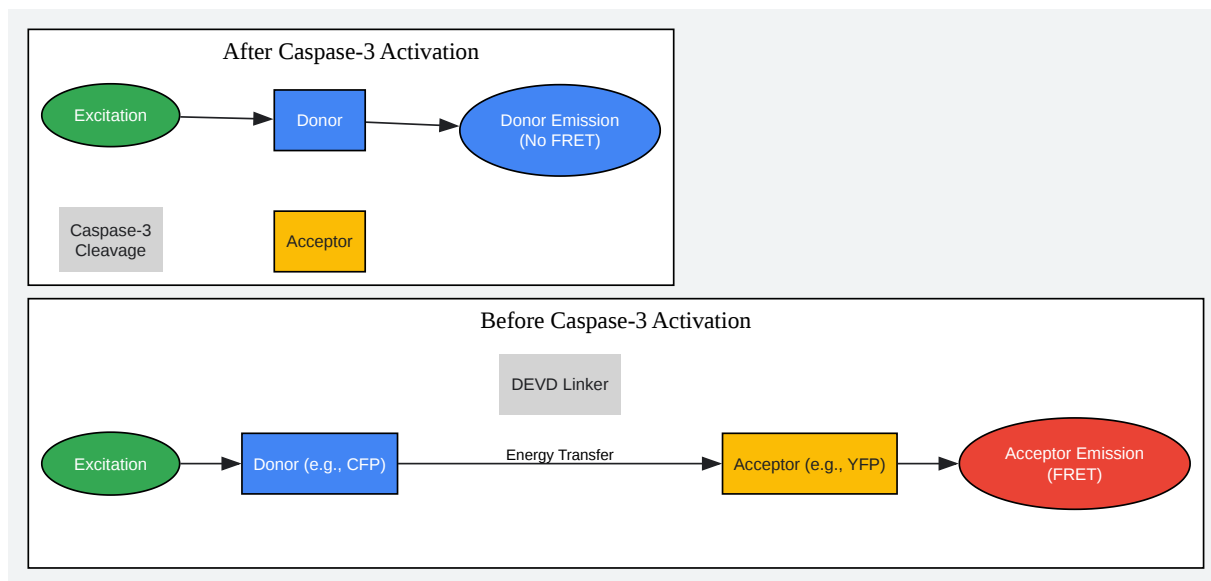 After Caspase-3 Activation
Excitation
Donor
Donor Emission
(No FRET)
Caspase-3
Cleavage
Acceptor
Before Caspase-3 Activation
DEVD Linker
Excitation
Donor (e.g., CFP)
Energy Transfer
Acceptor (e.g., YFP)
Acceptor Emission
(FRET)